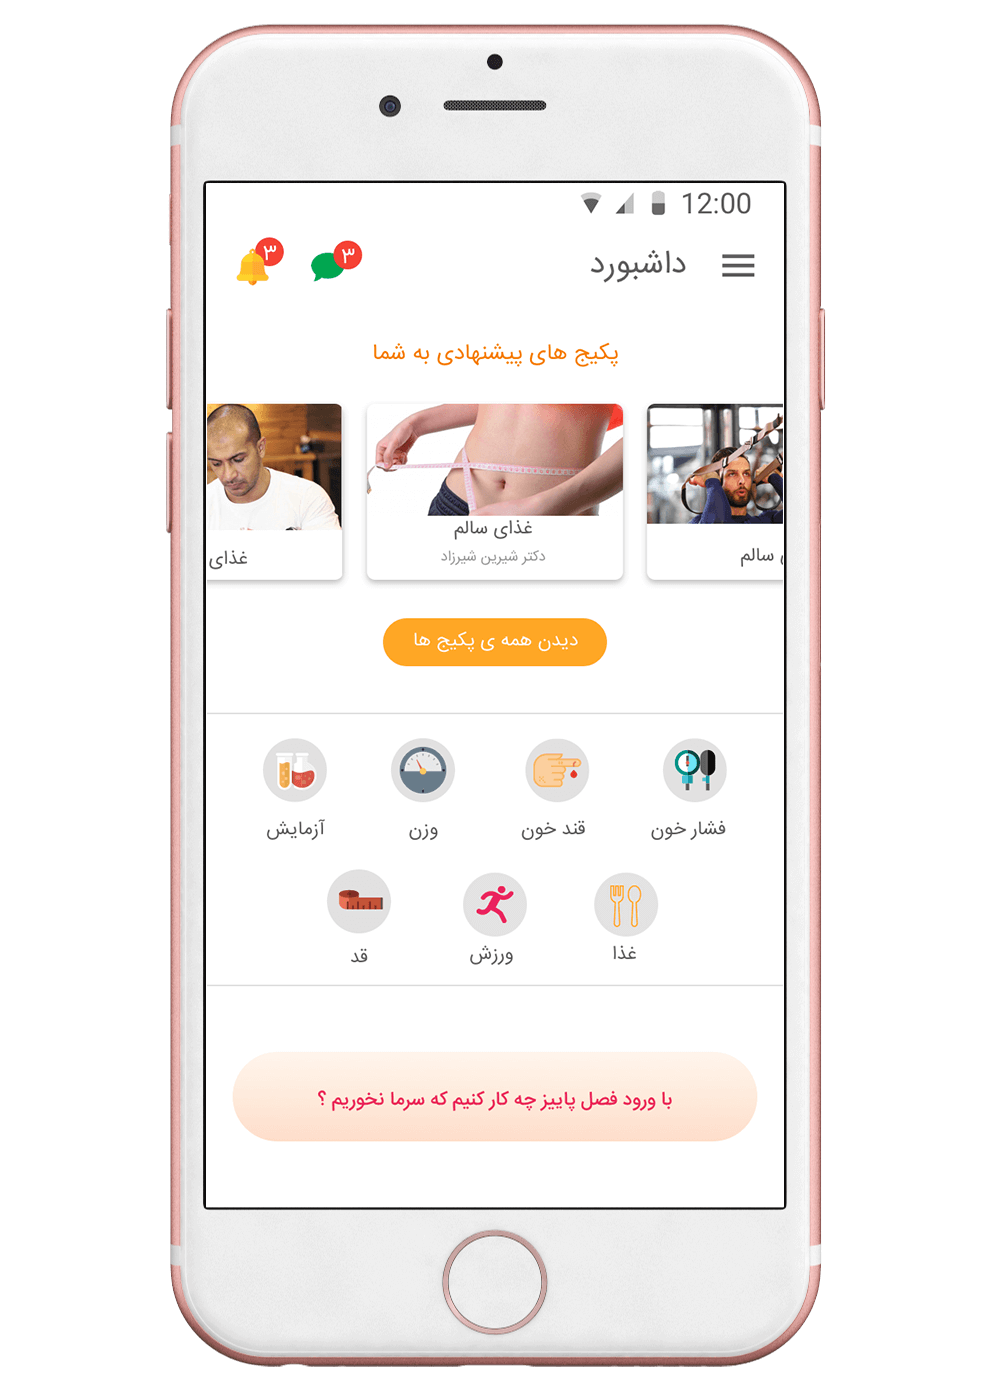 12:00
داشبورد
۳
۳
پکیج های پیشنهادی به شما
سالم
غذای سالم
دکتر شیرین شیرزاد
غذای
دیدن همه ی پکیج ها
فشار خون
قند خون
وزن
آزمایش
غذا
ورزش
قد
با ورود فصل پاییز چه کار کنیم که سرما نخوریم ؟